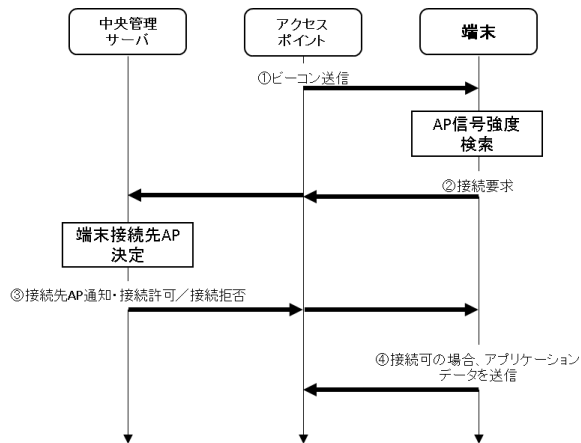 中央管理
サーバ
アクセス
ポイント
端末
①ビーコン送信
AP信号強度
検索
②接続要求
端末接続先AP
決定
③接続先AP通知・接続許可／接続拒否
④接続可の場合、アプリケーション
データを送信